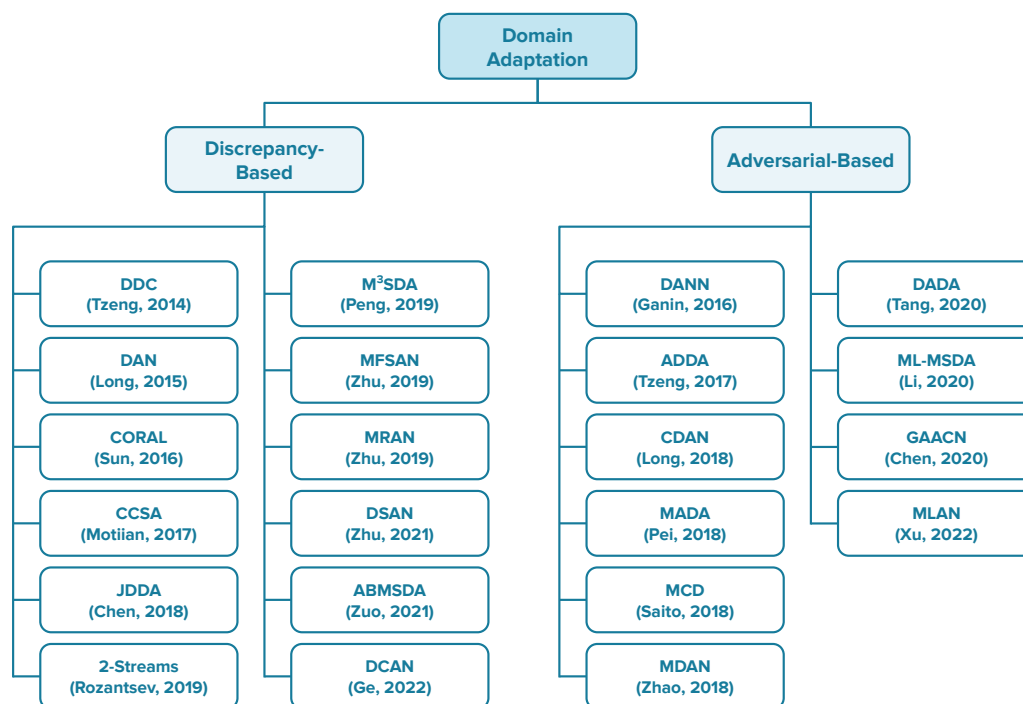 Domain
Adaptation
Discrepancy-
Based
Adversarial-Based
DDC
(Tzeng, 2014)
DAN
(Long, 2015)
CORAL
(Sun, 2016)
CCSA
(Motiian, 2017)
JDDA
(Chen, 2018)
2-Streams
(Rozantsev, 2019)
M³SDA
(Peng, 2019)
MFSAN
(Zhu, 2019)
MRAN
(Zhu, 2019)
DSAN
(Zhu, 2021)
ABMSDA
(Zuo, 2021)
DCAN
(Ge, 2022)
DANN
(Ganin, 2016)
ADDA
(Tzeng, 2017)
CDAN
(Long, 2018)
MADA
(Pei, 2018)
MCD
(Saito, 2018)
MDAN
(Zhao, 2018)
DADA
(Tang, 2020)
ML-MSDA
(Li, 2020)
GAACN
(Chen, 2020)
MLAN
(Xu, 2022)